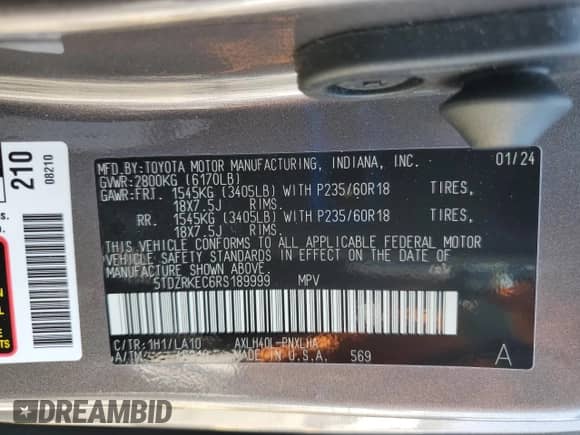 210
08210
MFD.BY:TOYOTA MOTOR MANUFACTURING, INDIANA, INC. 01/24
GVWR:2800KG (6170LB)
GAWR:FRT. 1545KG (3405LB) WITH P235/60R18 TIRES,
18X7.5J RIMS.
RR. 1545KG (3405LB) WITH P235/60R18 TIRES,
18X7.5J RIMS.
THIS VEHICLE CONFORMS TO ALL APPLICABLE FEDERAL MOTOR
VEHICLE SAFETY STANDARDS IN EFFECT ON THE DATE OF
MANUFACTURE SHOWN ABOVE.
5TDZRKEC6RS189999 MPV
C/TR:1H1/LA10 AXLH40L-PNXLHA
A/TM: MADE IN U.S.A. 569 A
DREAMBID